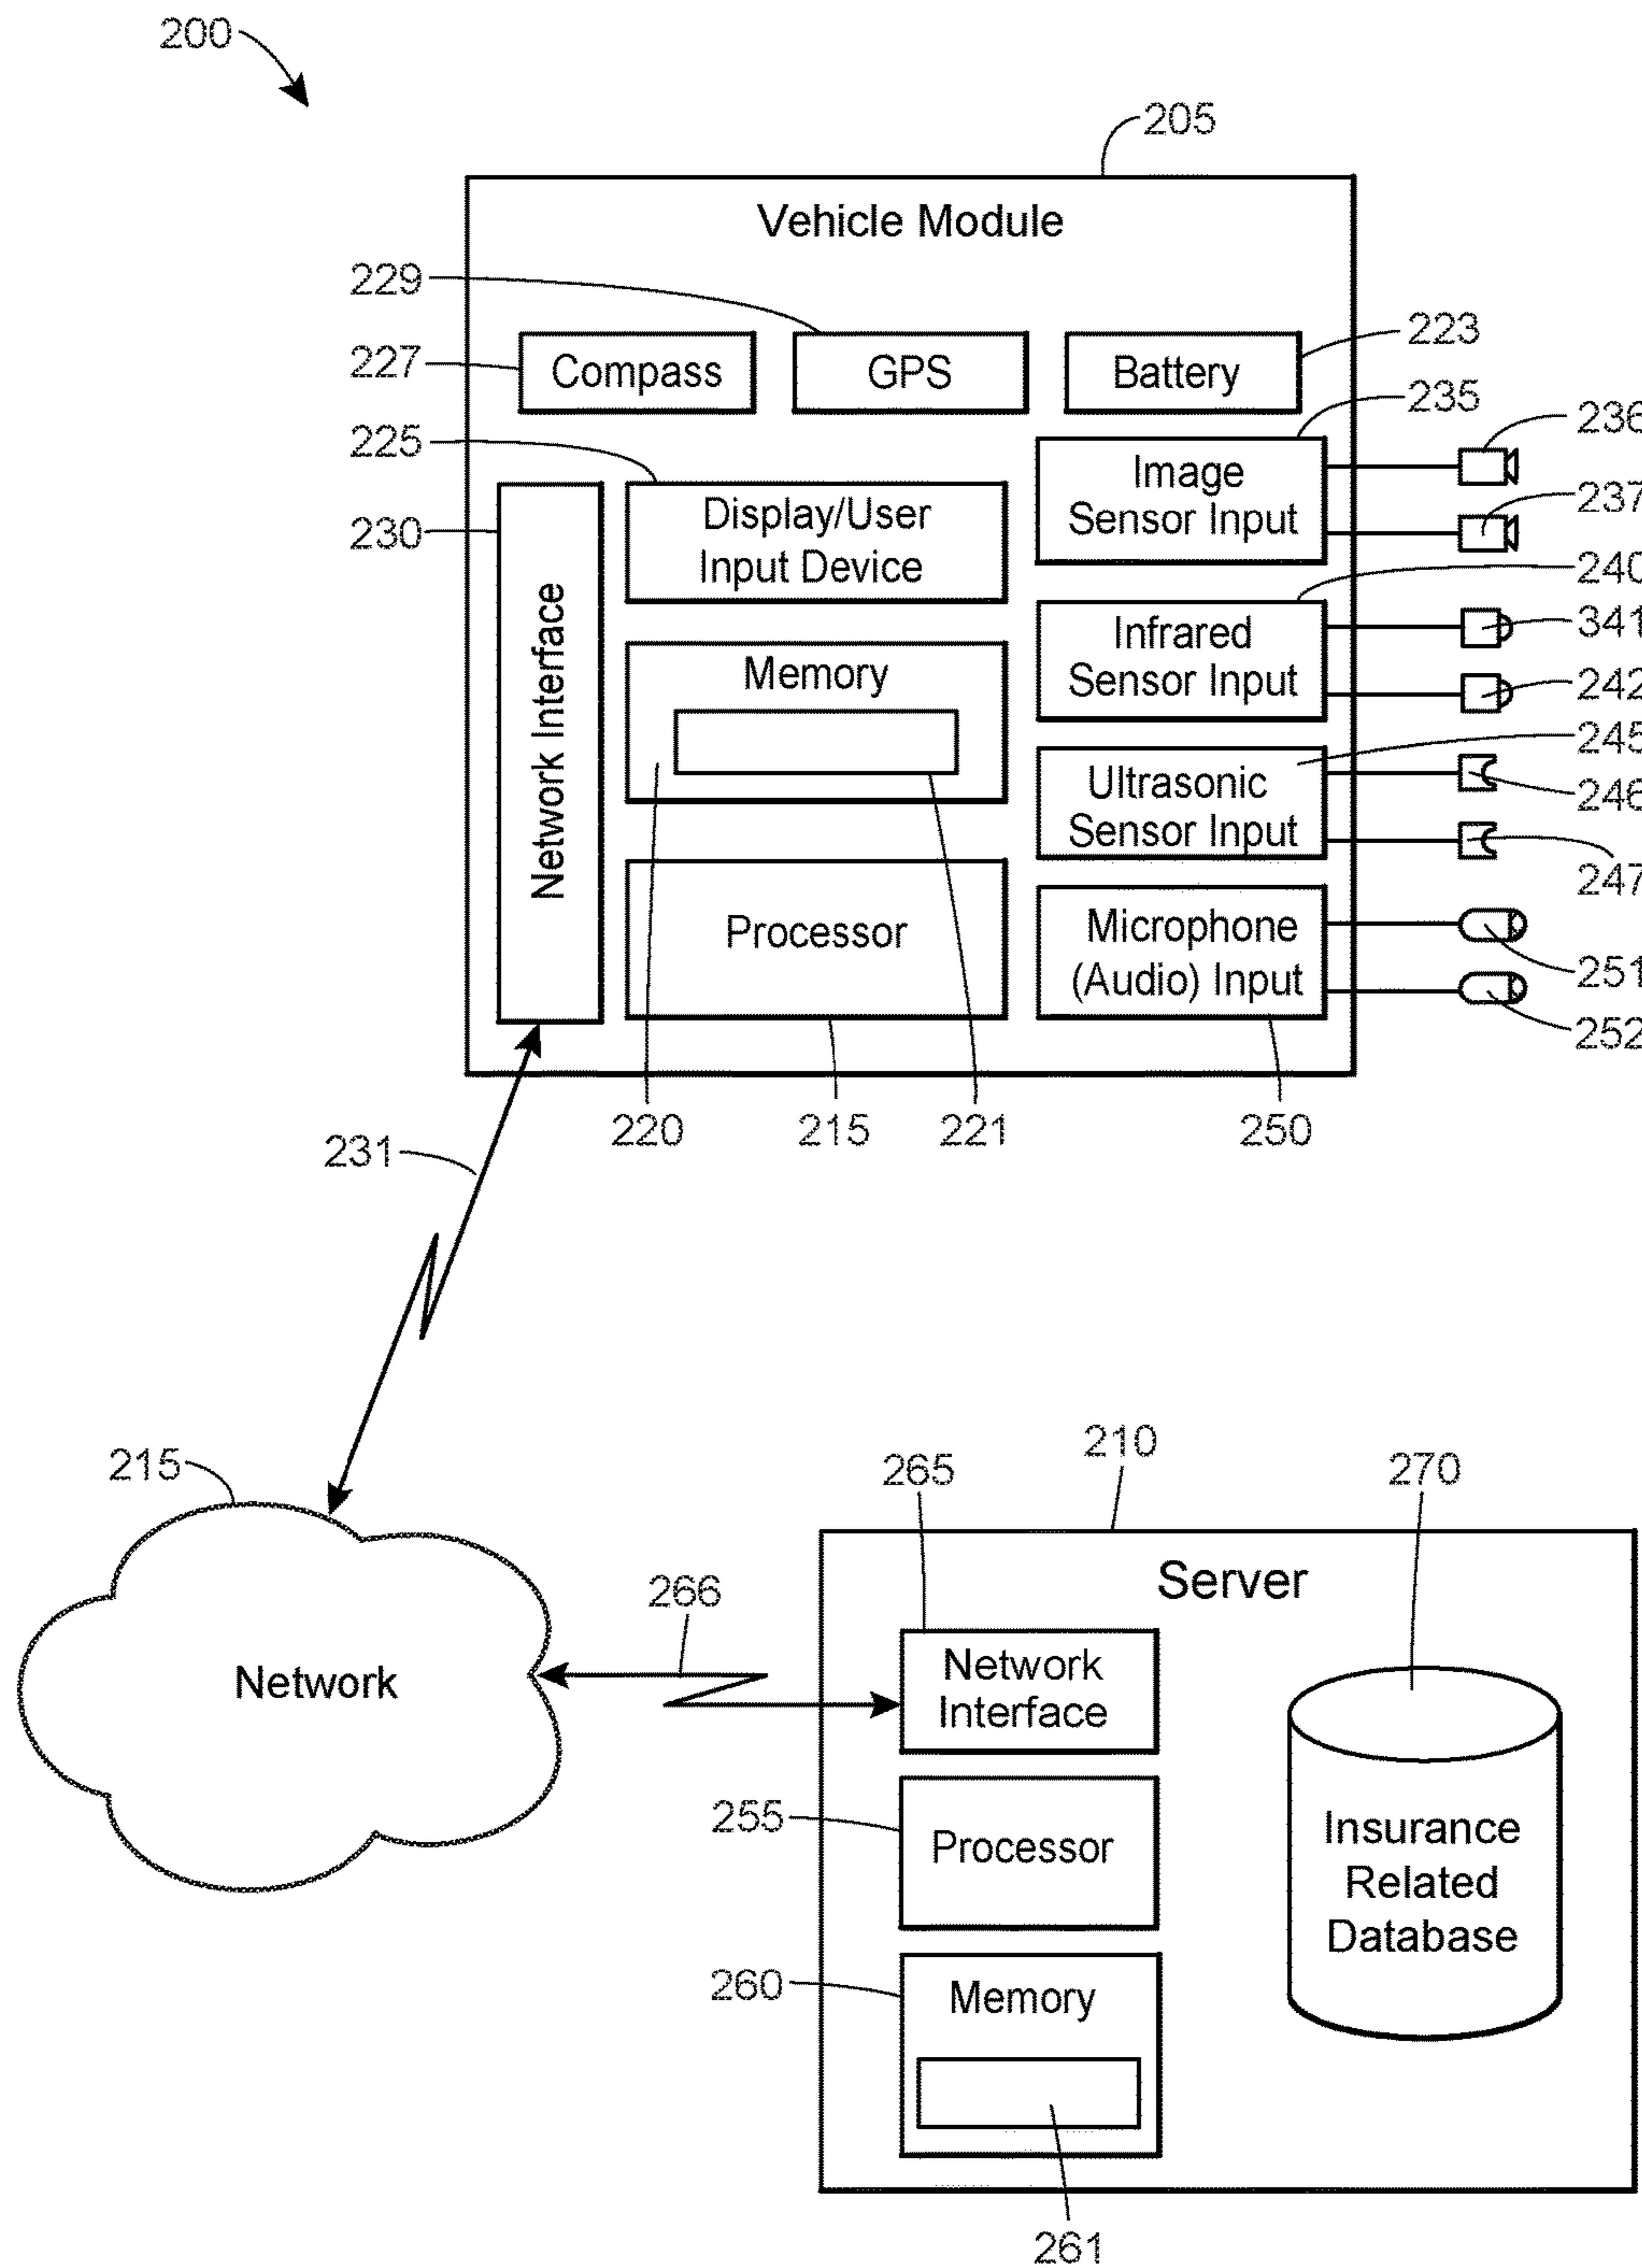 200
205
Vehicle Module
229
227
Compass
GPS
Battery
223
235
236
225
Image
Sensor Input
237
230
Network Interface
Display/User
Input Device
240
Infrared
Sensor Input
341
242
Memory
245
Ultrasonic
Sensor Input
246
247
Processor
Microphone
(Audio) Input
251
252
220
215
221
250
231
215
Network
266
210
265
270
Server
Network
Interface
255
Processor
Insurance
Related
Database
260
Memory
261